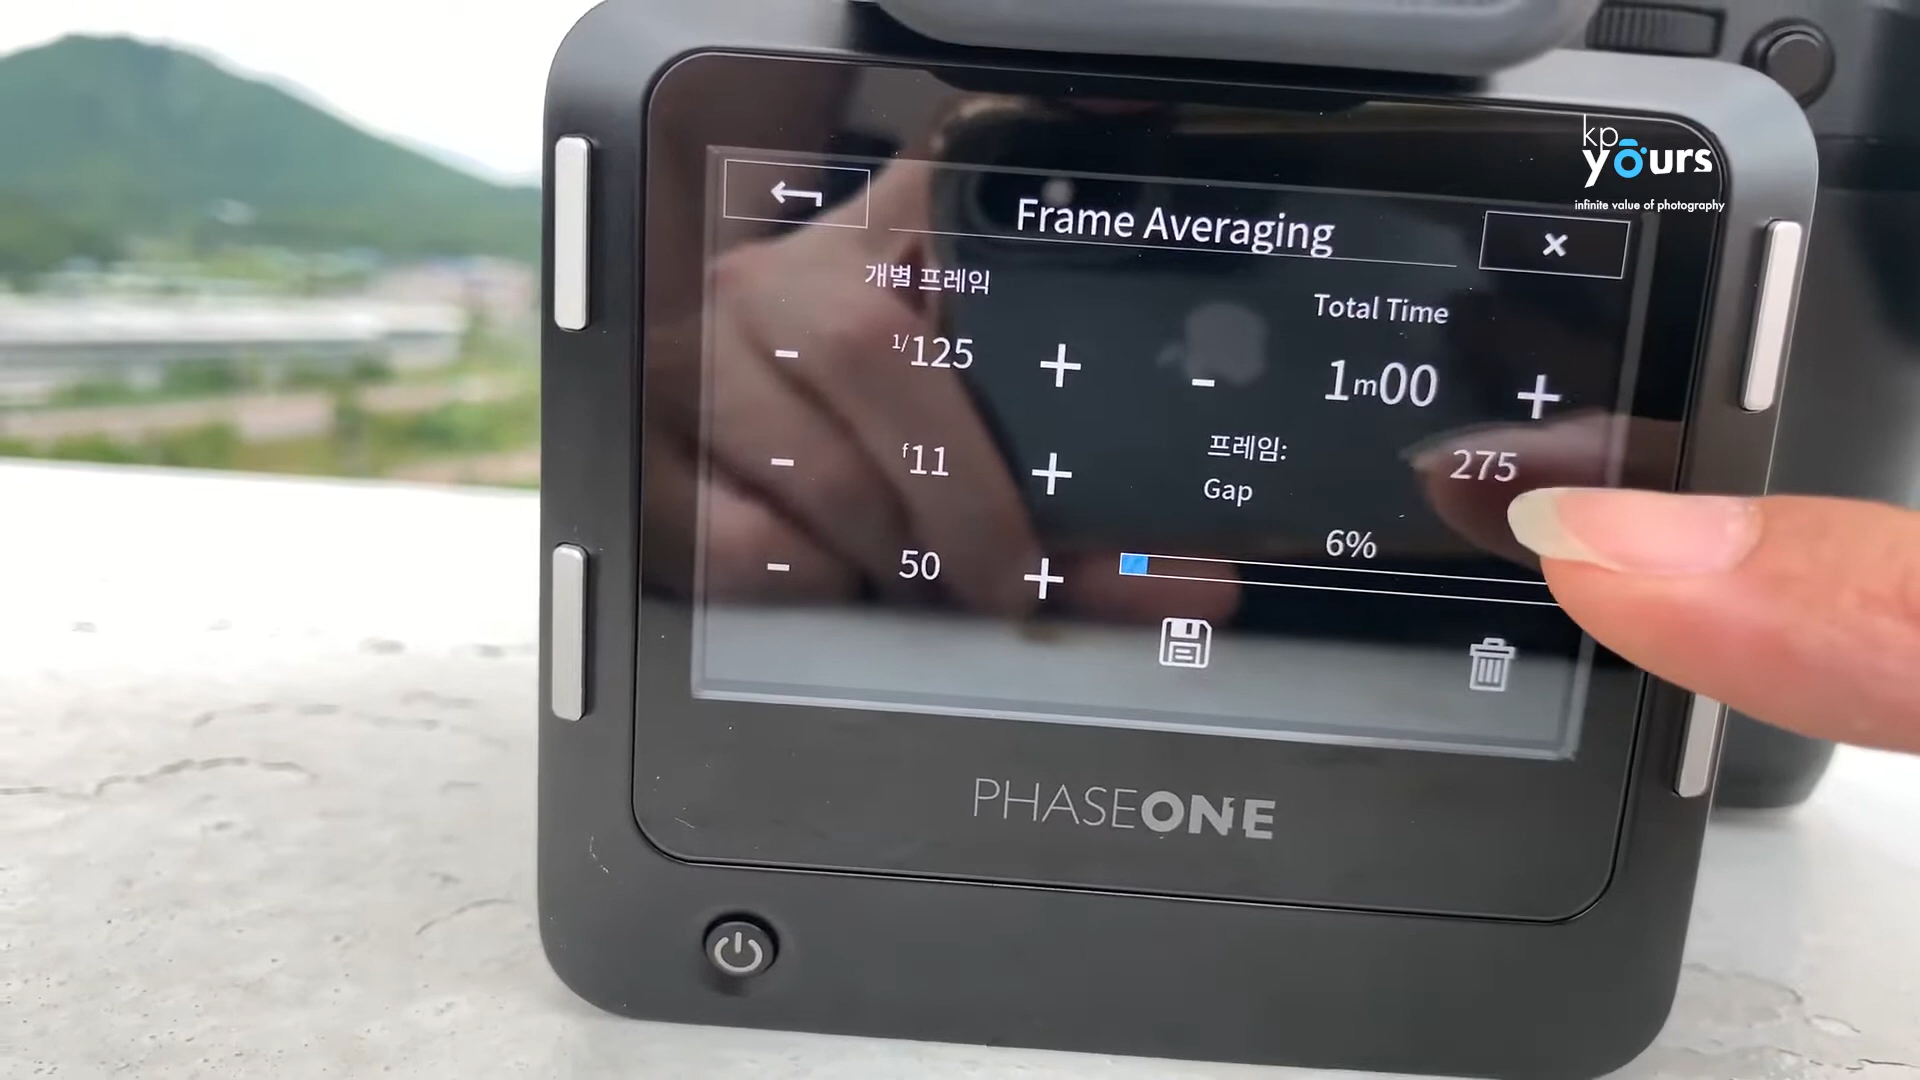 kp
yours
infinite value of photography
Frame Averaging
개별 프레임
Total Time
- 1/125 +
- 1m00 +
- f11 +
프레임: 275
Gap
6%
- 50 +
PHASEONE